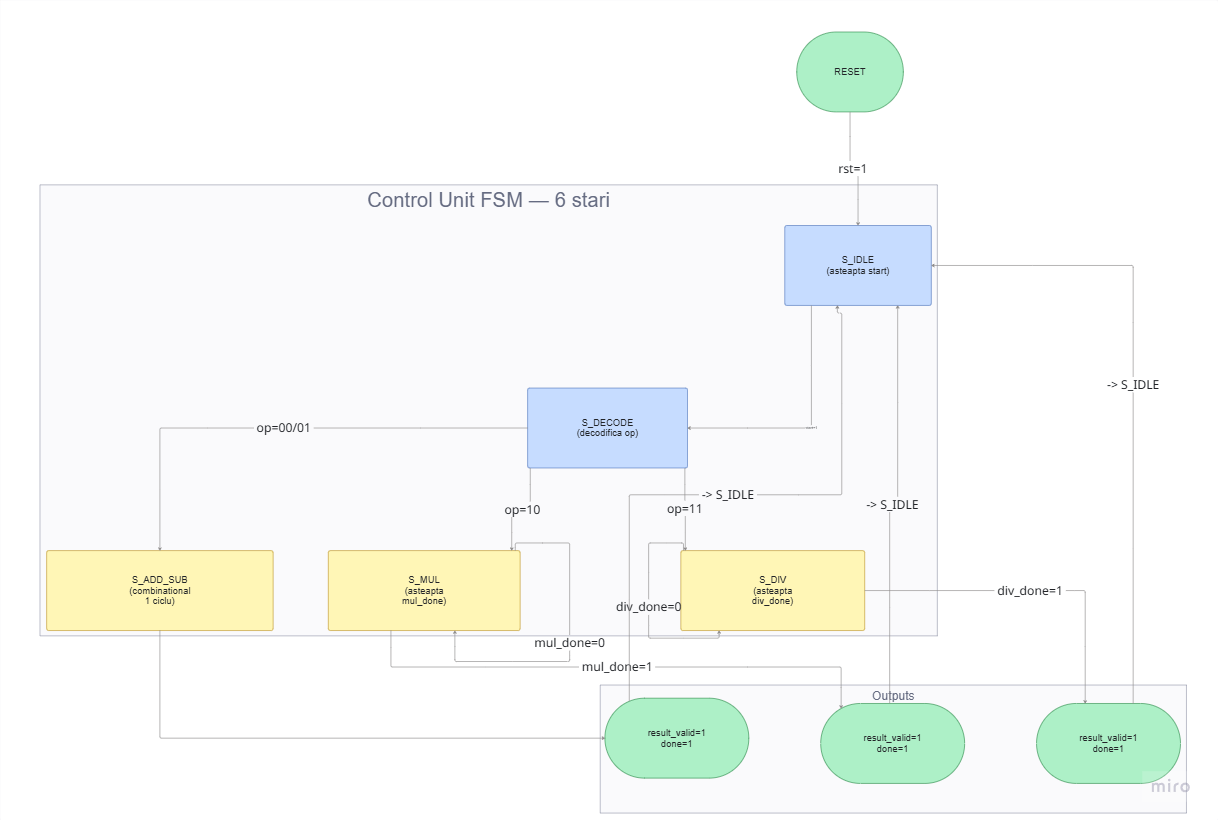 RESET
rst=1
Control Unit FSM — 6 stari
S_IDLE
(asteapta start)
-> S_IDLE
S_DECODE
(decodifica op)
op=00/01
-> S_IDLE
-> S_IDLE
op=10
op=11
S_ADD_SUB
(combinational
1 ciclu)
S_MUL
(asteapta
mul_done)
S_DIV
(asteapta
div_done)
div_done=1
div_done=0
mul_done=0
mul_done=1
Outputs
result_valid=1
done=1
result_valid=1
done=1
result_valid=1
done=1
miro